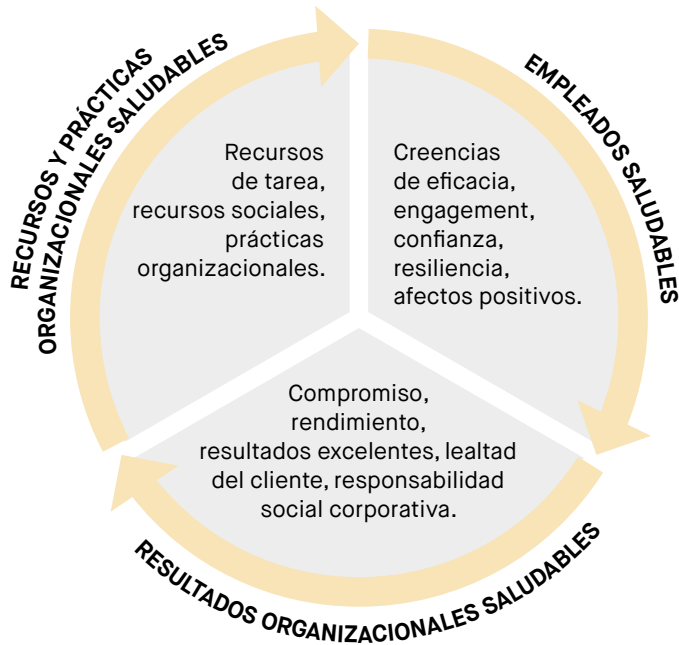 RECURSOS Y PRÁCTICAS
ORGANIZACIONALES SALUDABLES
Recursos
de tarea,
recursos sociales,
prácticas
organizacionales.
EMPLEADOS SALUDABLES
Creencias
de eficacia,
engagement,
confianza,
resiliencia,
afectos positivos.
Compromiso,
rendimiento,
resultados excelentes, lealtad
del cliente, responsabilidad
social corporativa.
RESULTADOS ORGANIZACIONALES SALUDABLES